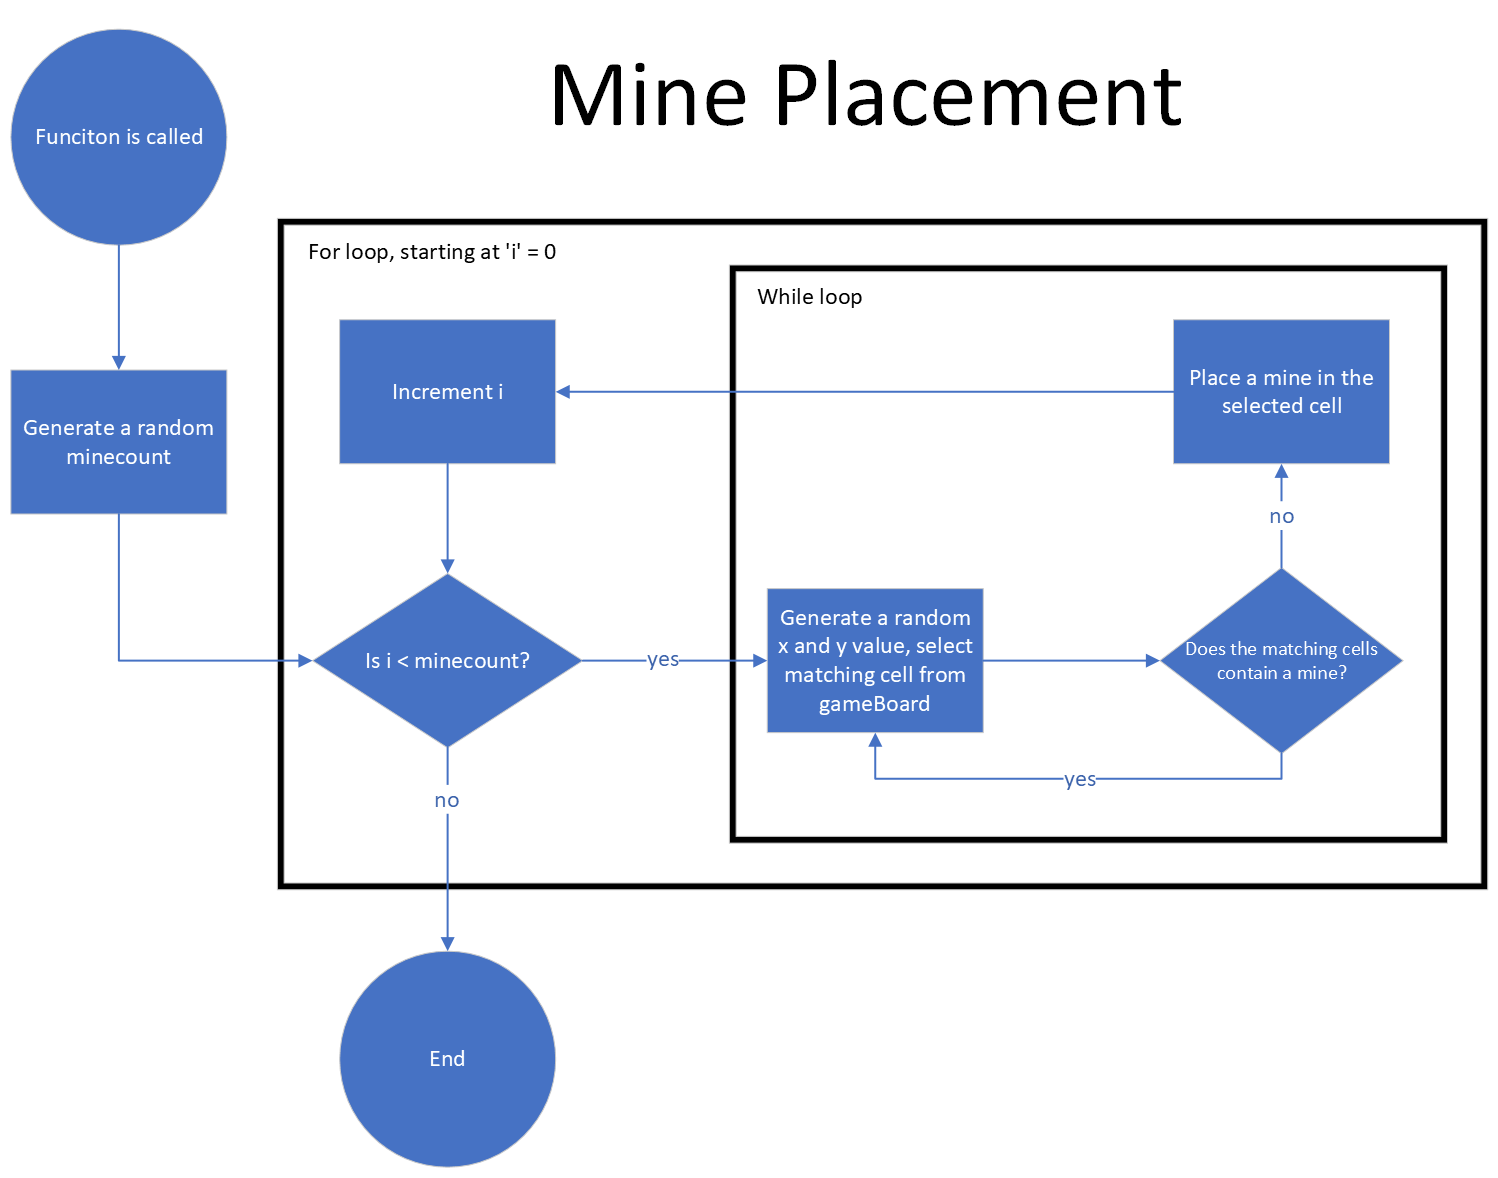 Mine Placement
Funciton is called
Generate a random
minecount
For loop, starting at 'i' = 0
Increment i
Is i < minecount?
yes
no
End
While loop
Generate a random
x and y value, select
matching cell from
gameBoard
Does the matching cells
contain a mine?
yes
no
Place a mine in the
selected cell